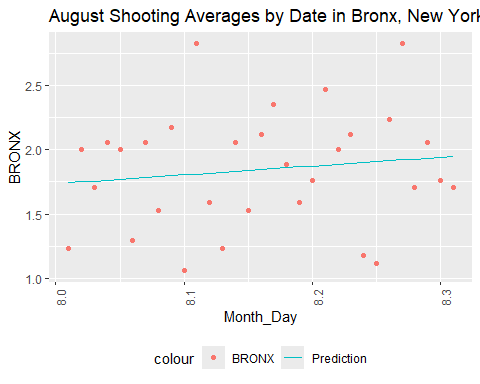 August Shooting Averages by Date in Bronx, New York
BRONX
2.5
2.0
1.5
1.0
8.0
8.1
8.2
8.3
Month_Day
colour BRONX Prediction